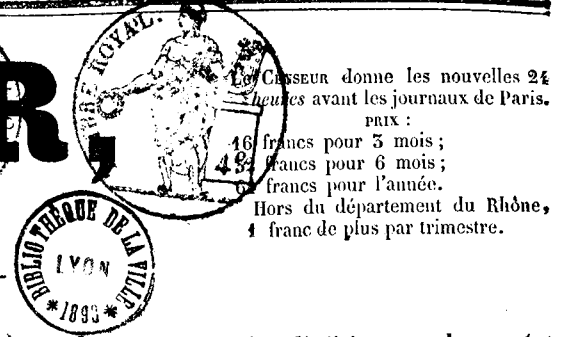 R,
TIMBRE ROYAL.
Le CENSEUR donne les nouvelles 24
heures avant les journaux de Paris.
PRIX :
16 francs pour 3 mois ;
francs pour 6 mois ;
francs pour l'année.
Hors du département du Rhône,
1 franc de plus par trimestre.
BIBLIOTHÈQUE DE LA VILLE
LYON
*1893*